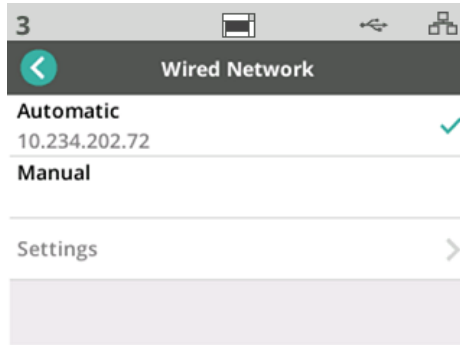 3
Wired Network
Automatic
10.234.202.72
Manual
Settings